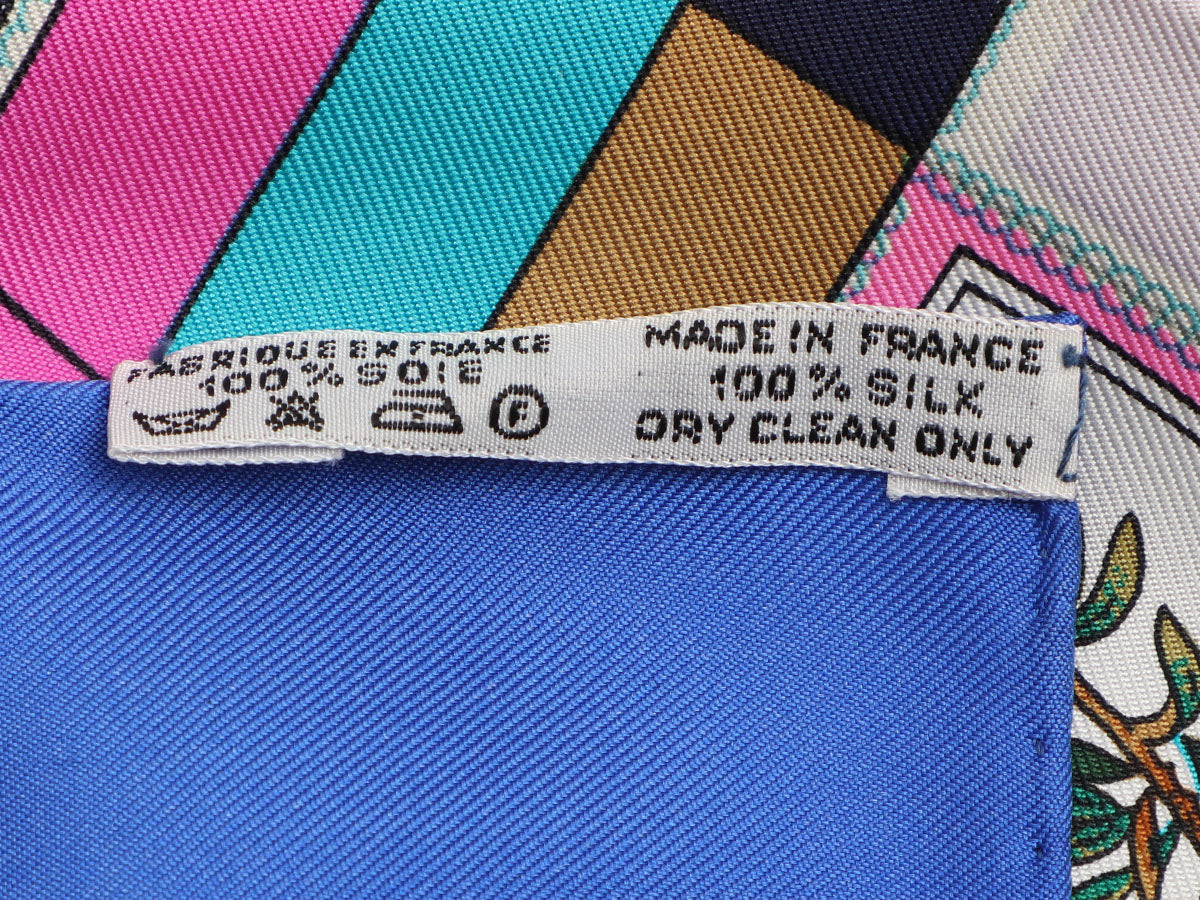 FABRIQUE EN FRANCE
100% SOIE
F
MADE IN FRANCE
100% SILK
DRY CLEAN ONLY